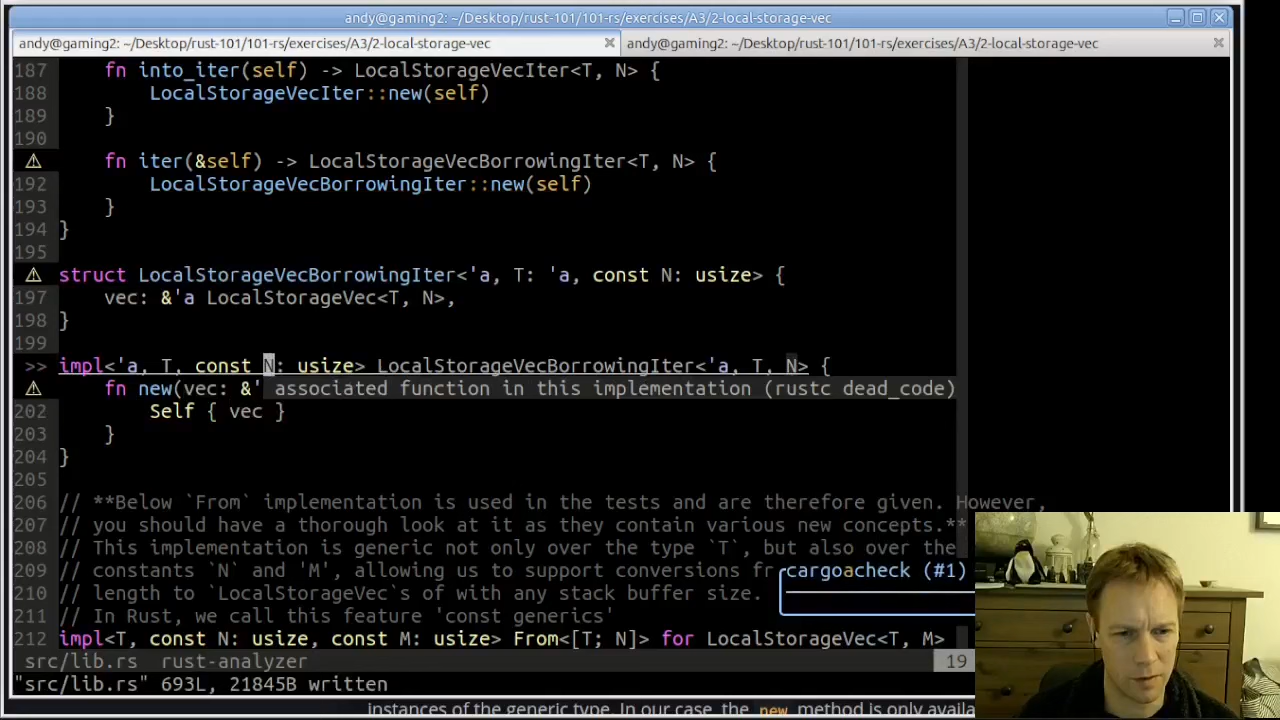 andy@gaming2: ~/Desktop/rust-101/101-rs/exercises/A3/2-local-storage-vec
andy@gaming2: ~/Desktop/rust-101/101-rs/exercises/A3/2-local-storage-vec
andy@gaming2: ~/Desktop/rust-101/101-rs/exercises/A3/2-local-storage-vec
187 fn into_iter(self) -> LocalStorageVecIter<T, N> {
188 LocalStorageVecIter::new(self)
189 }
190
⚠ fn iter(&self) -> LocalStorageVecBorrowingIter<T, N> {
192 LocalStorageVecBorrowingIter::new(self)
193 }
194 }
195
⚠ struct LocalStorageVecBorrowingIter<'a, T: 'a, const N: usize> {
197 vec: &'a LocalStorageVec<T, N>,
198 }
199
>> impl<'a, T, const N: usize> LocalStorageVecBorrowingIter<'a, T, N> {
⚠ fn new(vec: &' associated function in this implementation (rustc dead_code)
202 Self { vec }
203 }
204 }
205
206 // **Below `From` implementation is used in the tests and are therefore given. However,
207 // you should have a thorough look at it as they contain various new concepts.**
208 // This implementation is generic not only over the type `T`, but also over the
209 // constants `N` and 'M', allowing us to support conversions fr cargoacheck (#1)
210 // length to `LocalStorageVec`s of with any stack buffer size.
211 // In Rust, we call this feature 'const generics'
212 impl<T, const N: usize, const M: usize> From<[T; N]> for LocalStorageVec<T, M>
src/lib.rs rust-analyzer 19
"src/lib.rs" 693L, 21845B written
instances of the generic type. In our case, the new method is only availa